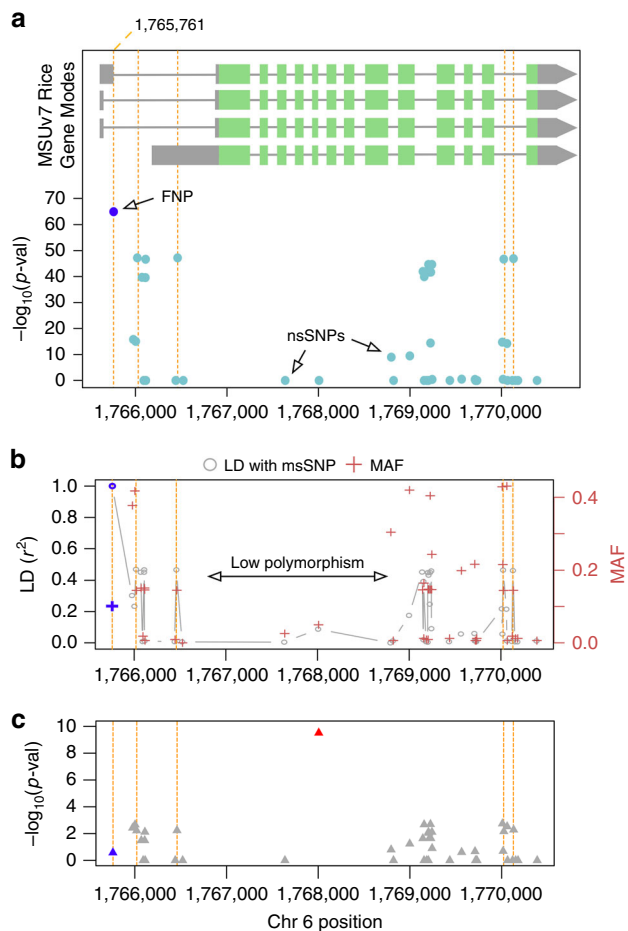 a
1,765,761
MSUv7 Rice
Gene Modes
FNP
nsSNPs
−log10(p-val)
70
60
50
40
30
20
10
0
1,766,000 1,767,000 1,768,000 1,769,000 1,770,000
b
LD with msSNP MAF
LD (r2)
1.0
0.8
0.6
0.4
0.2
0.0
Low polymorphism
0.4
0.2
0.0
MAF
1,766,000 1,767,000 1,768,000 1,769,000 1,770,000
c
−log10(p-val)
10
8
6
4
2
0
1,766,000 1,767,000 1,768,000 1,769,000 1,770,000
Chr 6 position